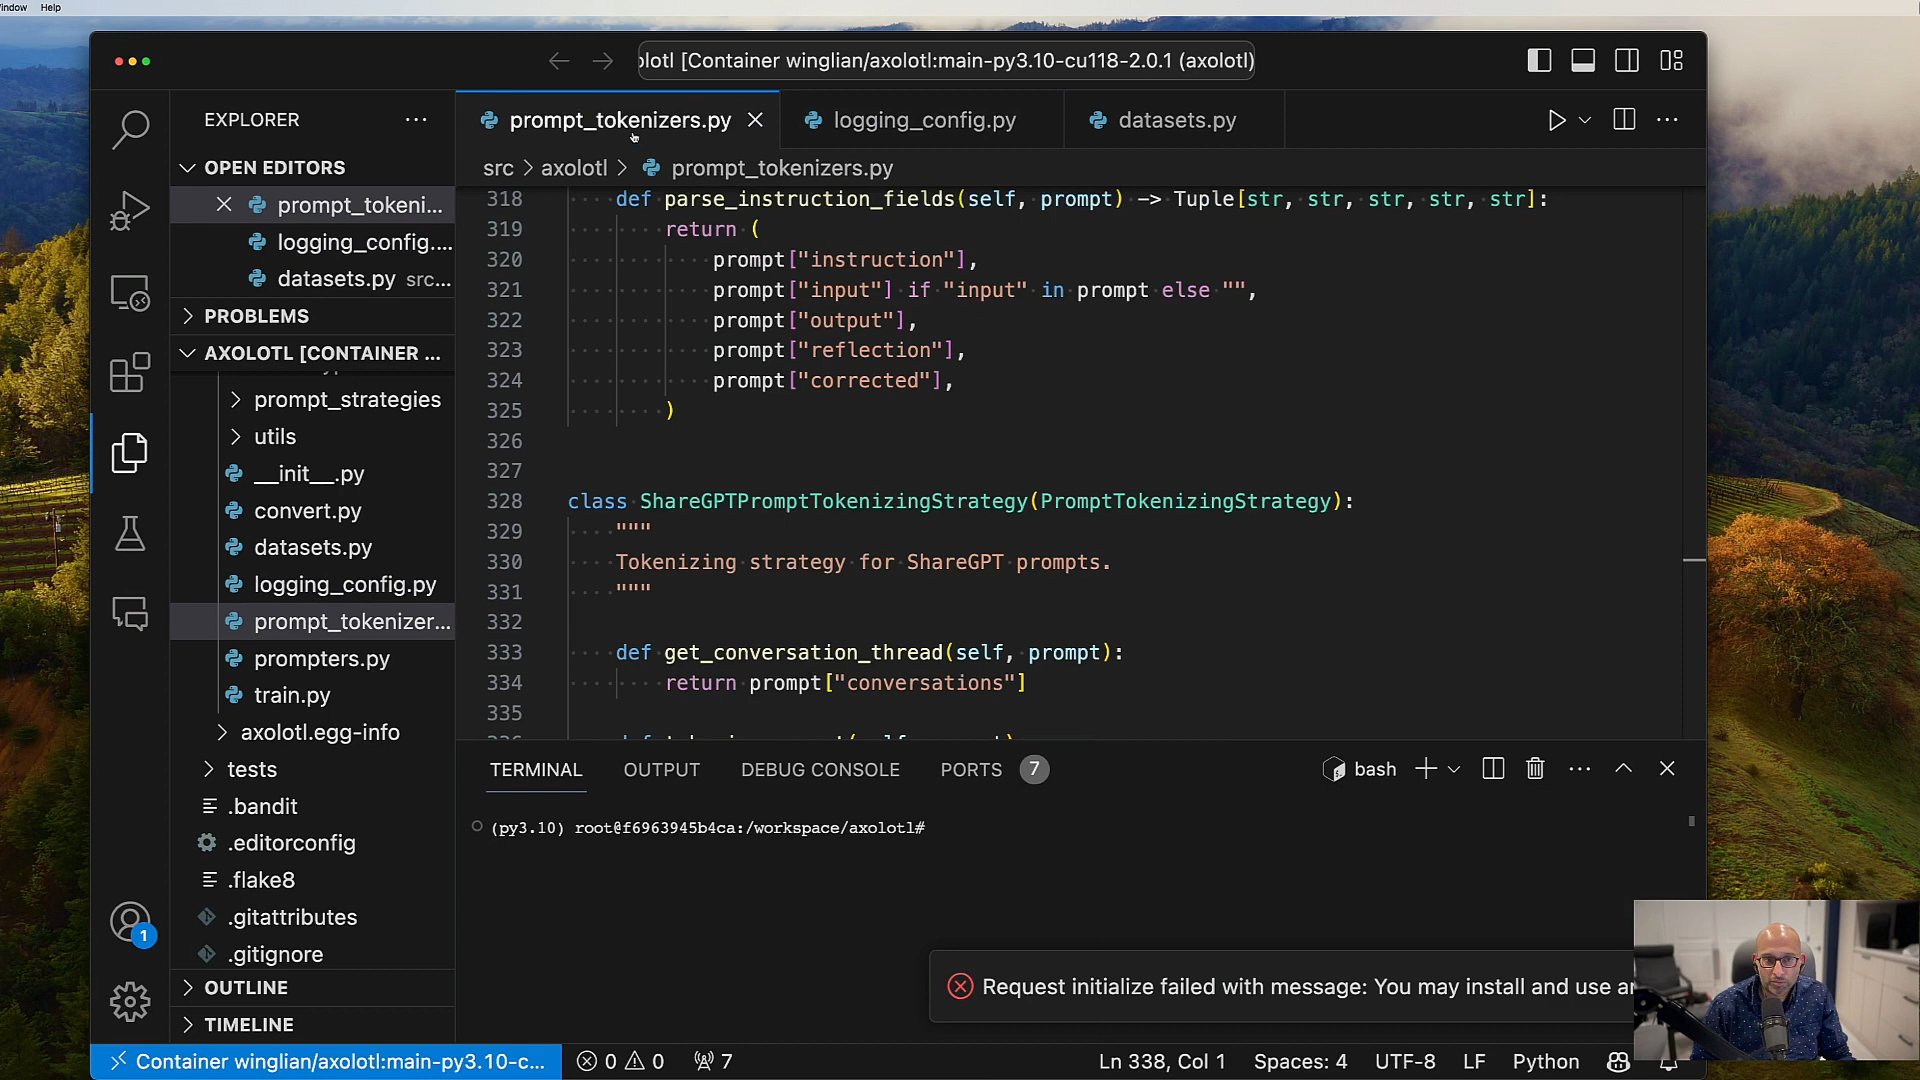 indow Help
olotl [Container winglian/axolotl:main-py3.10-cu118-2.0.1 (axolotl)
EXPLORER
OPEN EDITORS
prompt_tokeni...
logging_config....
datasets.py src...
PROBLEMS
AXOLOTL [CONTAINER ...
prompt_strategies
utils
__init__.py
convert.py
datasets.py
logging_config.py
prompt_tokenizer...
prompters.py
train.py
axolotl.egg-info
tests
.bandit
.editorconfig
.flake8
.gitattributes
.gitignore
OUTLINE
TIMELINE
1
prompt_tokenizers.py logging_config.py datasets.py
src > axolotl > prompt_tokenizers.py
318 def parse_instruction_fields(self, prompt) -> Tuple[str, str, str, str, str]:
319 return (
320 prompt["instruction"],
321 prompt["input"] if "input" in prompt else "",
322 prompt["output"],
323 prompt["reflection"],
324 prompt["corrected"],
325 )
326
327
328 class ShareGPTPromptTokenizingStrategy(PromptTokenizingStrategy):
329 """
330 Tokenizing strategy for ShareGPT prompts.
331 """
332
333 def get_conversation_thread(self, prompt):
334 return prompt["conversations"]
335
TERMINAL OUTPUT DEBUG CONSOLE PORTS 7 bash
(py3.10) root@f6963945b4ca:/workspace/axolotl#
Request initialize failed with message: You may install and use
Container winglian/axolotl:main-py3.10-c... 0 0 7 Ln 338, Col 1 Spaces: 4 UTF-8 LF Python